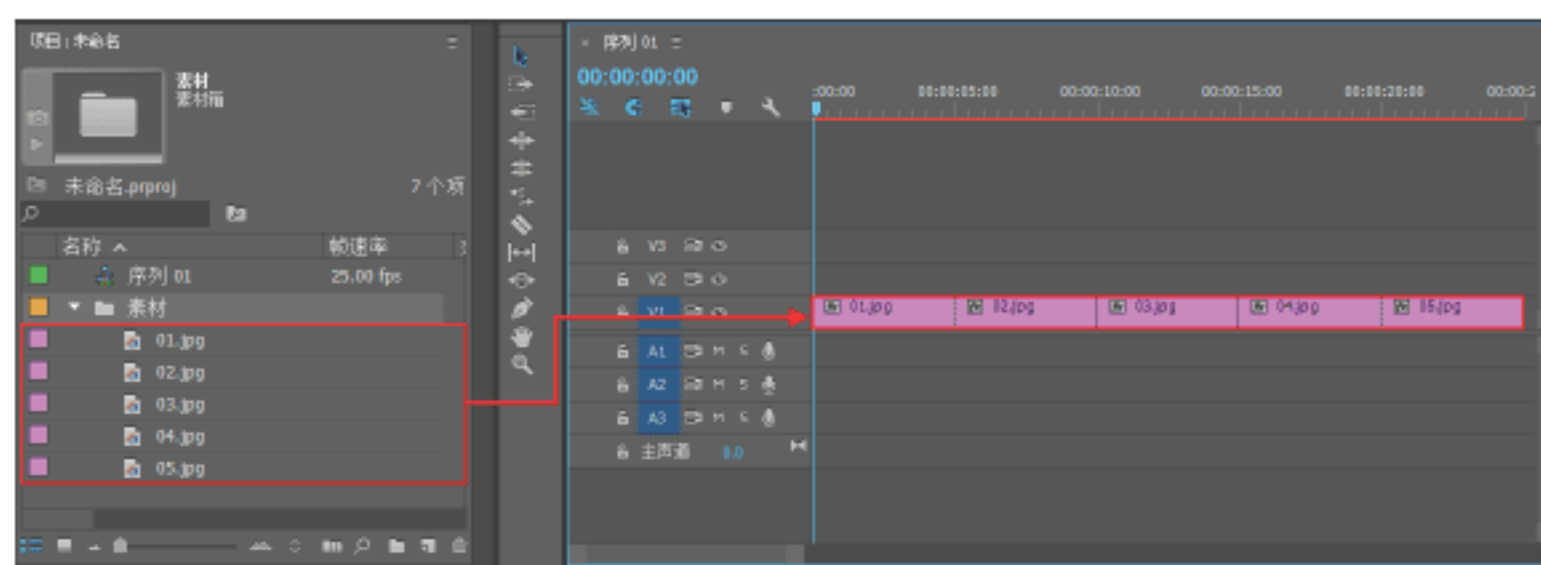 项目:未命名
素材
素材箱
未命名.prproj
7个项
名称
帧速率
序列 01
25.00 fps
素材
01.jpg
02.jpg
03.jpg
04.jpg
05.jpg
× 序列 01
00:00:00:00
:00:00
00:00:05:00
00:00:10:00
00:00:15:00
00:00:20:00
00:00:2
V3
V2
V1
01.jpg
02.jpg
03.jpg
04.jpg
05.jpg
A1 M S
A2 M S
A3 M S
主声道 0.0